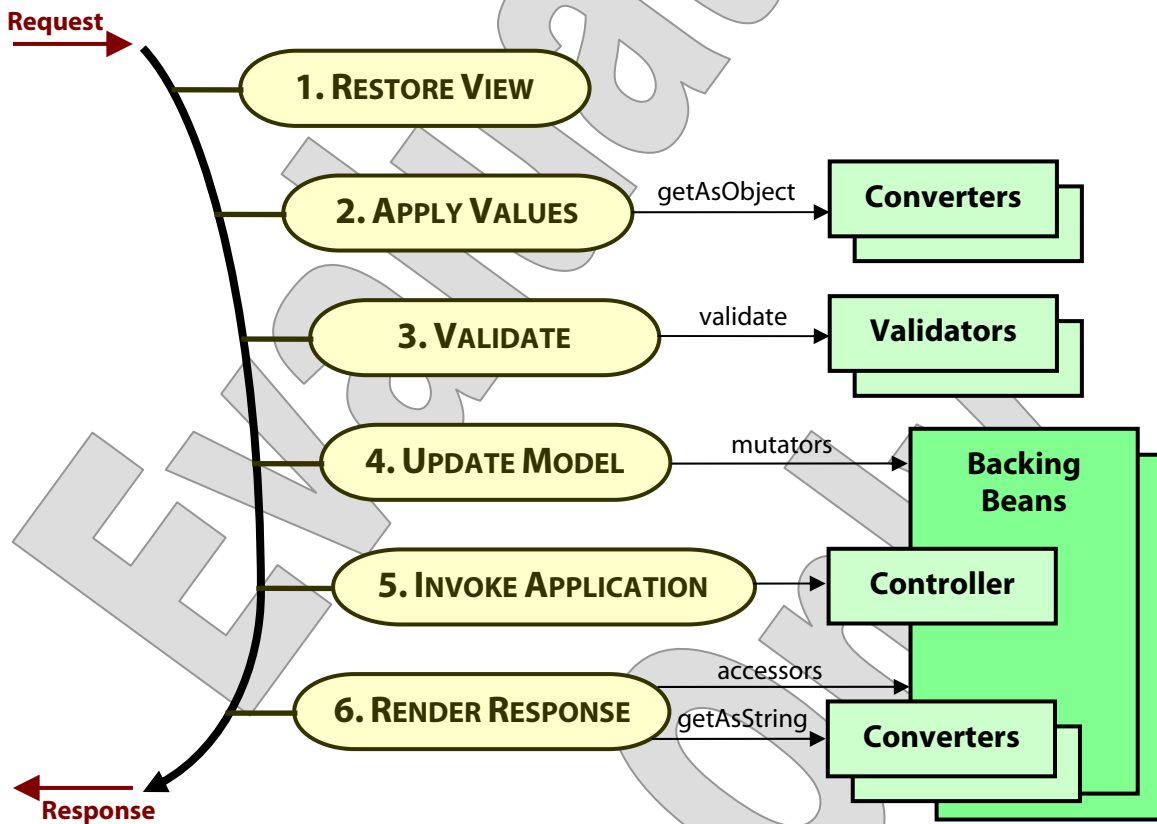 Request
1. RESTORE VIEW
2. APPLY VALUES
getAsObject
Converters
3. VALIDATE
validate
Validators
4. UPDATE MODEL
mutators
Backing
Beans
5. INVOKE APPLICATION
Controller
6. RENDER RESPONSE
accessors
getAsString
Converters
Response